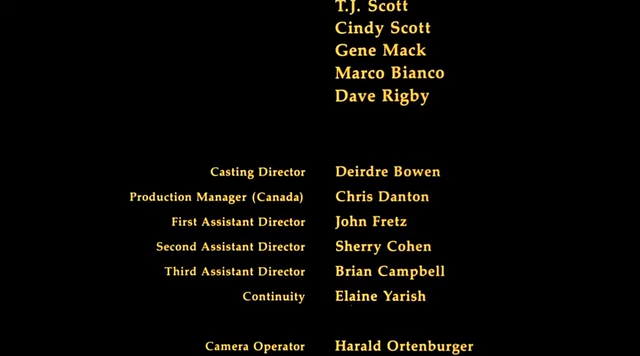 T.J. Scott
Cindy Scott
Gene Mack
Marco Bianco
Dave Rigby
Casting Director Deirdre Bowen
Production Manager (Canada) Chris Danton
First Assistant Director John Fretz
Second Assistant Director Sherry Cohen
Third Assistant Director Brian Campbell
Continuity Elaine Yarish
Camera Operator Harald Ortenburger